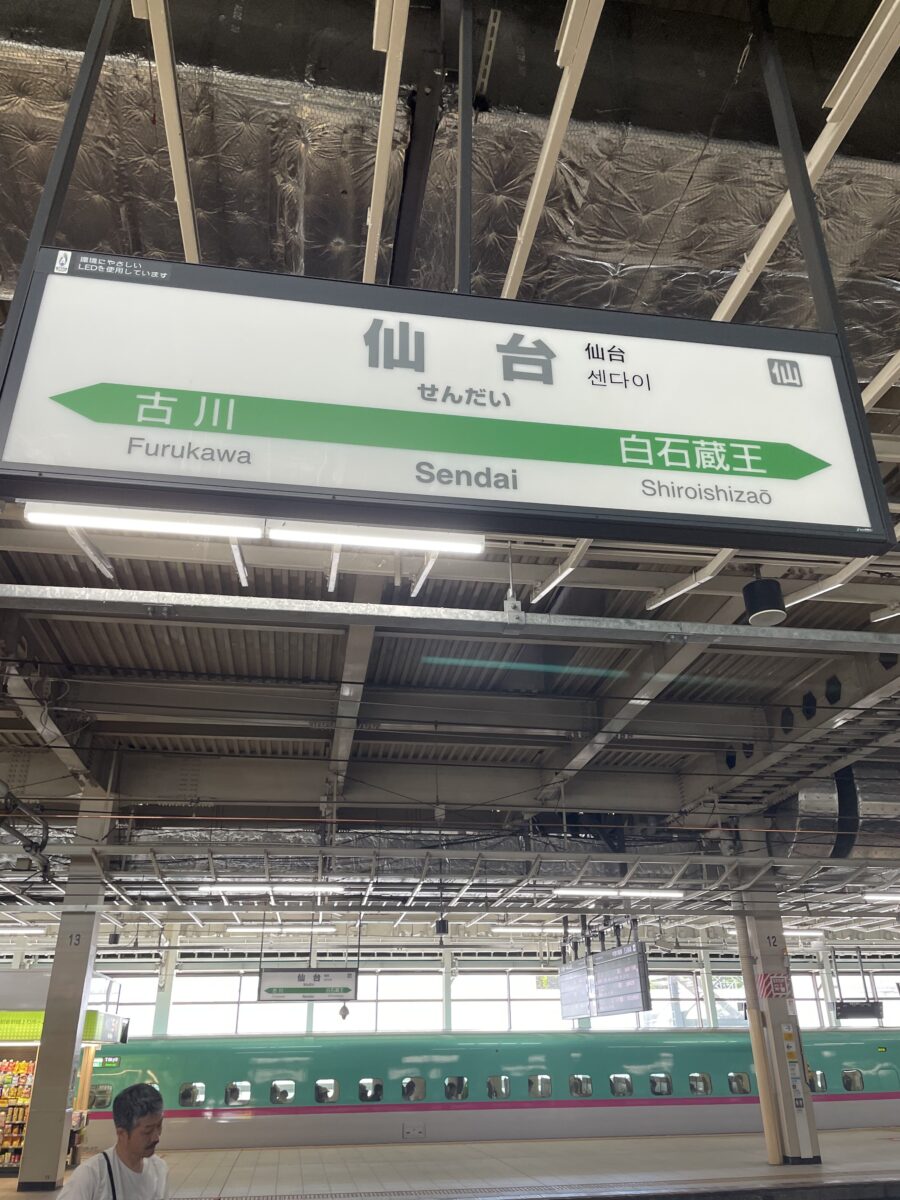 環境にやさしい
LEDを使用しています
仙台
せんだい
仙台
센다이
仙
古川
Furukawa
Sendai
白石蔵王
Shiroishizaō
13
12
仙台